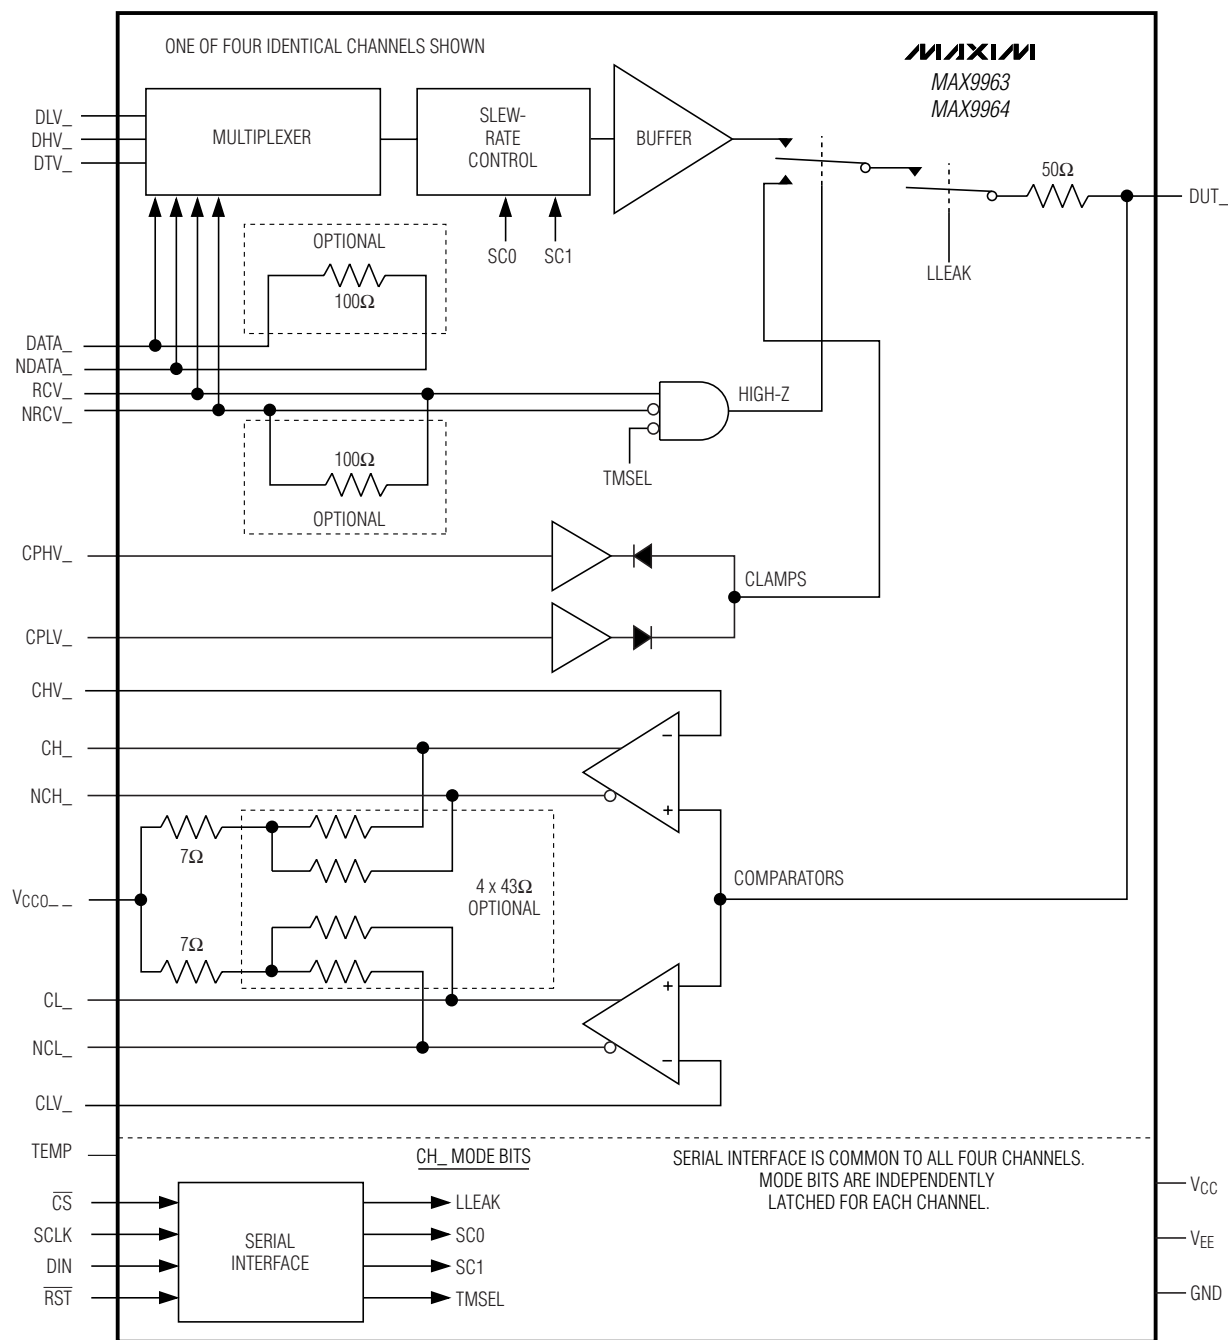 ONE OF FOUR IDENTICAL CHANNELS SHOWN
MAXIM
MAX9963
MAX9964
DLV_
DHV_
DTV_
MULTIPLEXER
SLEW-
RATE
CONTROL
BUFFER
50Ω
DUT_
OPTIONAL
100Ω
SC0
SC1
LLEAK
DATA_
NDATA_
RCV_
NRCV_
HIGH-Z
100Ω
OPTIONAL
TMSEL
CPHV_
CLAMPS
CPLV_
CHV_
−
CH_
NCH_
+
7Ω
4 x 43Ω
OPTIONAL
COMPARATORS
VCCO_ _
7Ω
CL_
+
NCL_
−
CLV_
TEMP
CH_ MODE BITS
SERIAL INTERFACE IS COMMON TO ALL FOUR CHANNELS.
MODE BITS ARE INDEPENDENTLY
LATCHED FOR EACH CHANNEL.
CS
SCLK
DIN
RST
SERIAL
INTERFACE
LLEAK
SC0
SC1
TMSEL
VCC
VEE
GND